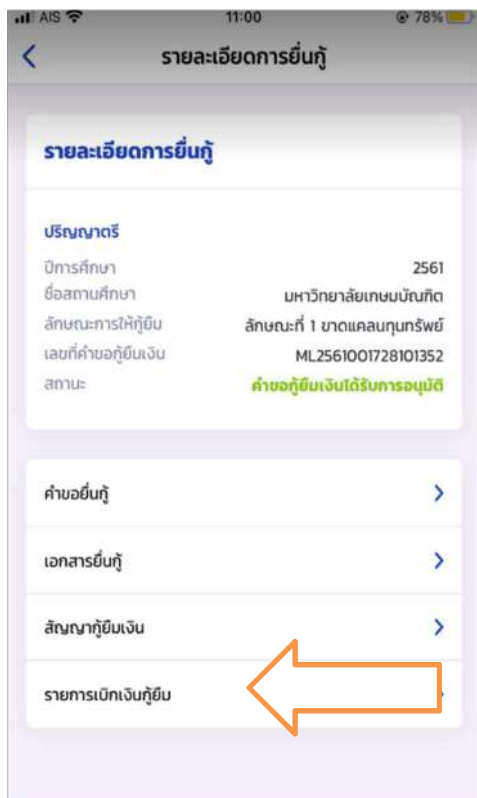 AIS 11:00 78%
รายละเอียดการยื่นกู้
รายละเอียดการยื่นกู้
ปริญญาตรี
ปีการศึกษา 2561
ชื่อสถานศึกษา มหาวิทยาลัยเกษมบัณฑิต
ลักษณะการให้กู้ยืม ลักษณะที่ 1 ขาดแคลนทุนทรัพย์
เลขที่คำขอกู้ยืมเงิน ML2561001728101352
สถานะ คำขอกู้ยืมเงินได้รับการอนุมัติ
คำขอยื่นกู้
เอกสารยื่นกู้
สัญญากู้ยืมเงิน
รายการเบิกเงินกู้ยืม